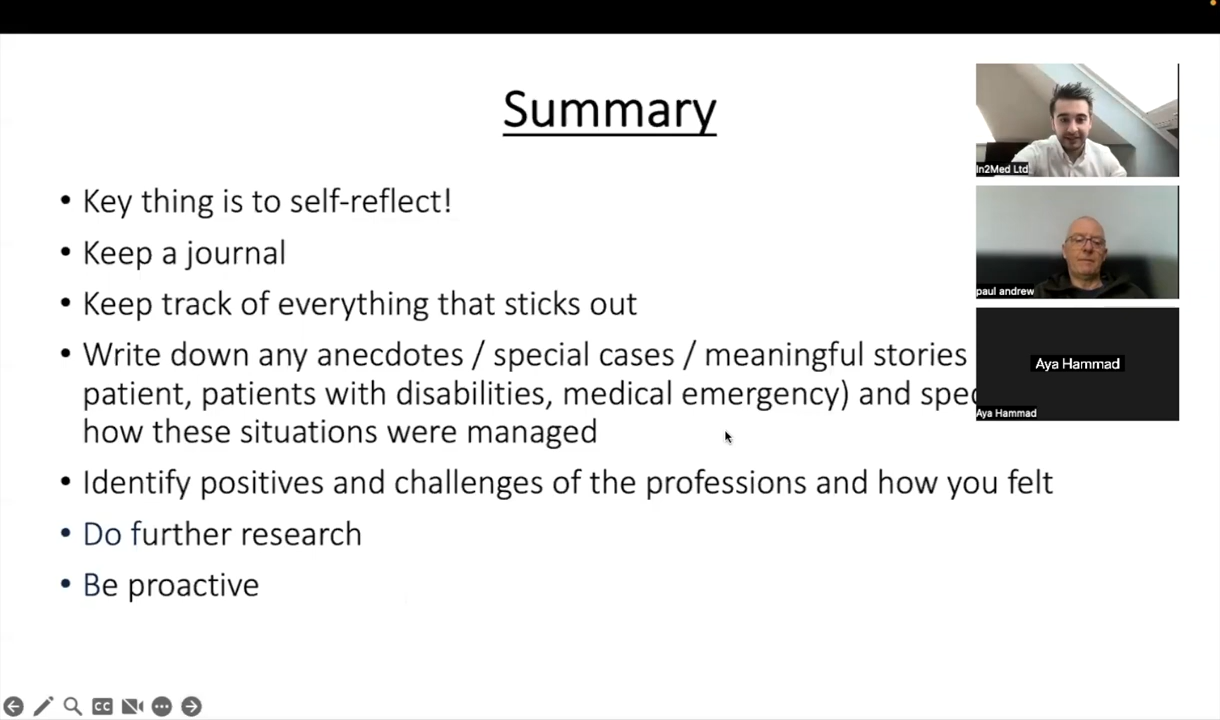 Summary
• Key thing is to self-reflect!
• Keep a journal
• Keep track of everything that sticks out
• Write down any anecdotes / special cases / meaningful stories
patient, patients with disabilities, medical emergency) and
how these situations were managed
• Identify positives and challenges of the professions and how you felt
• Do further research
• Be proactive
In2Med Ltd
paul andrew
Aya Hammad
Aya Hammad
CC